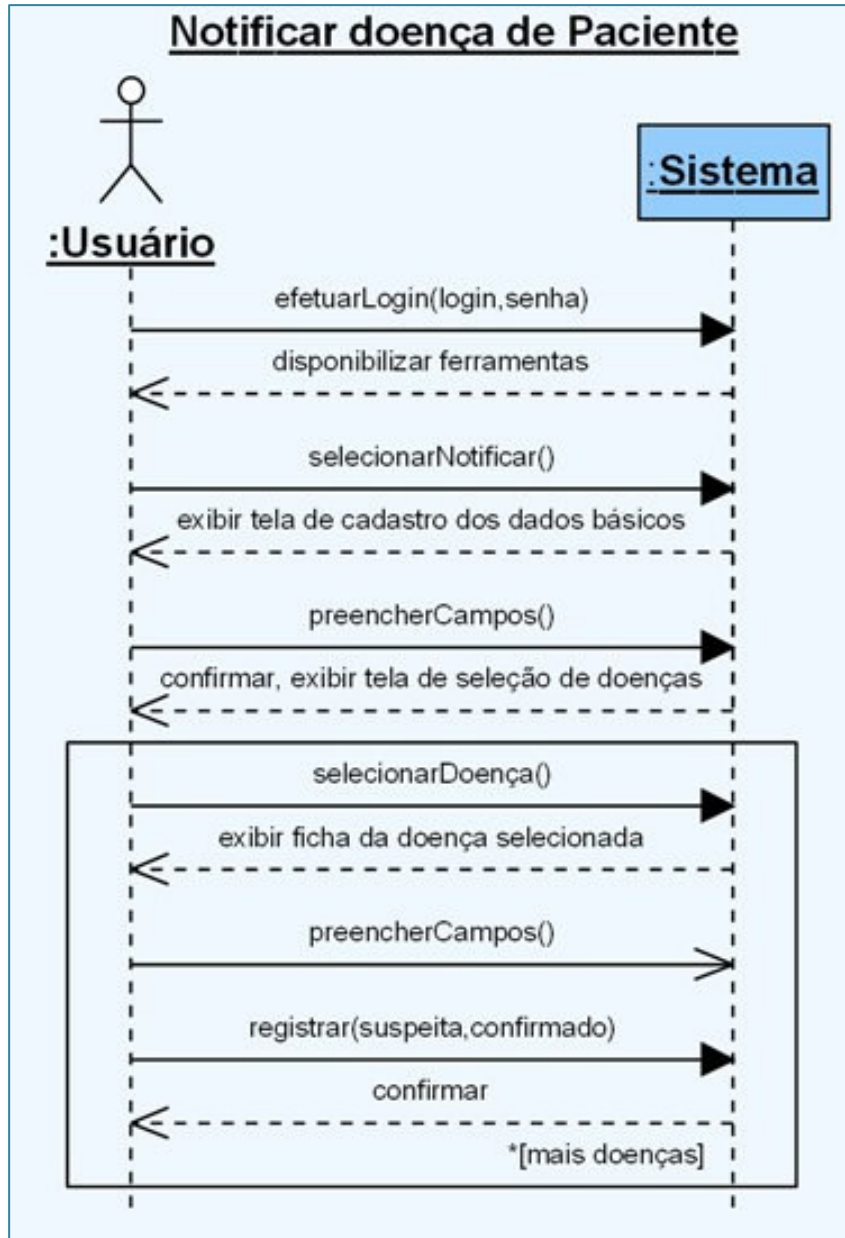 Notificar doença de Paciente
:Sistema
:Usuário
efetuarLogin(login,senha)
disponibilizar ferramentas
selecionarNotificar()
exibir tela de cadastro dos dados básicos
preencherCampos()
confirmar, exibir tela de seleção de doenças
selecionarDoença()
exibir ficha da doença selecionada
preencherCampos()
registrar(suspeita,confirmado)
confirmar
*[mais doenças]